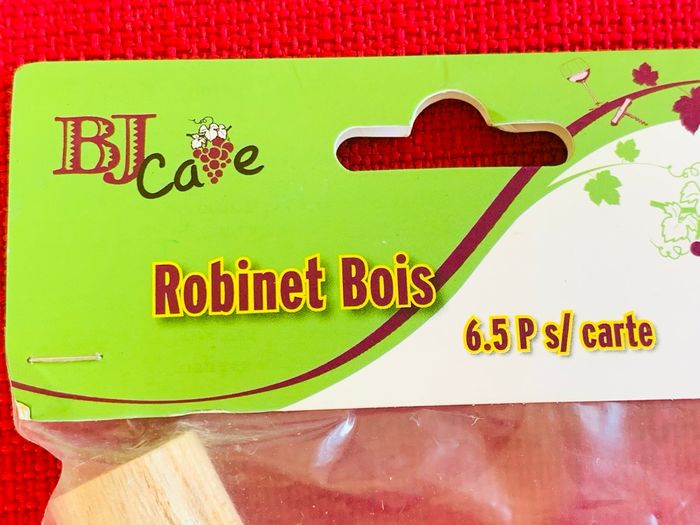 BJ Cave
Robinet Bois
6.5 P s/ carte